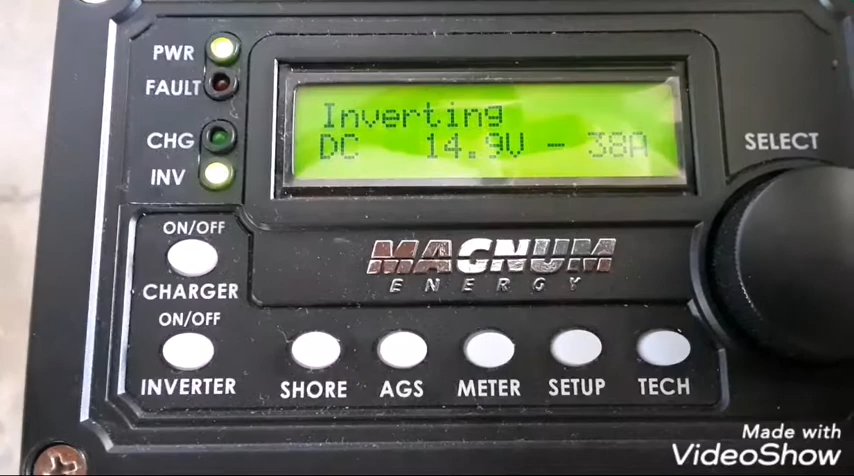 PWR
FAULT
CHG
INV
Inverting
DC 14.9V - 38A
SELECT
ON/OFF
CHARGER
ON/OFF
INVERTER
MAGNUM
ENERGY
SHORE
AGS
METER
SETUP
TECH
Made with
VideoShow